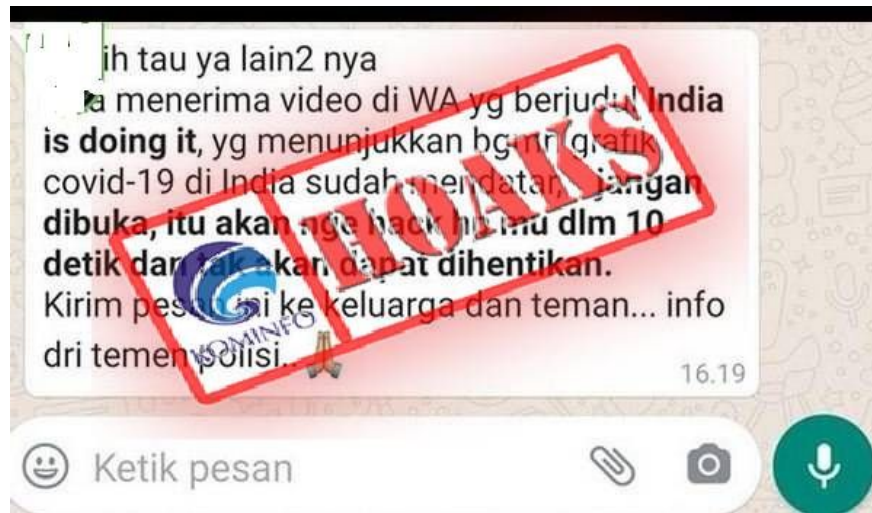 ih tau ya lain2 nya
menerima video di WA yg berjudul India
is doing it, yg menunjukkan bgmn grafik
covid-19 di India sudah mendatar, jangan
dibuka, itu akan nge hack hp mu dlm 10
detik dan tak akan dapat dihentikan.
Kirim pesan ini ke keluarga dan teman... info
dri temen polisi.. 🙏🏽
16.19
HOAKS
KOMINFO
Ketik pesan